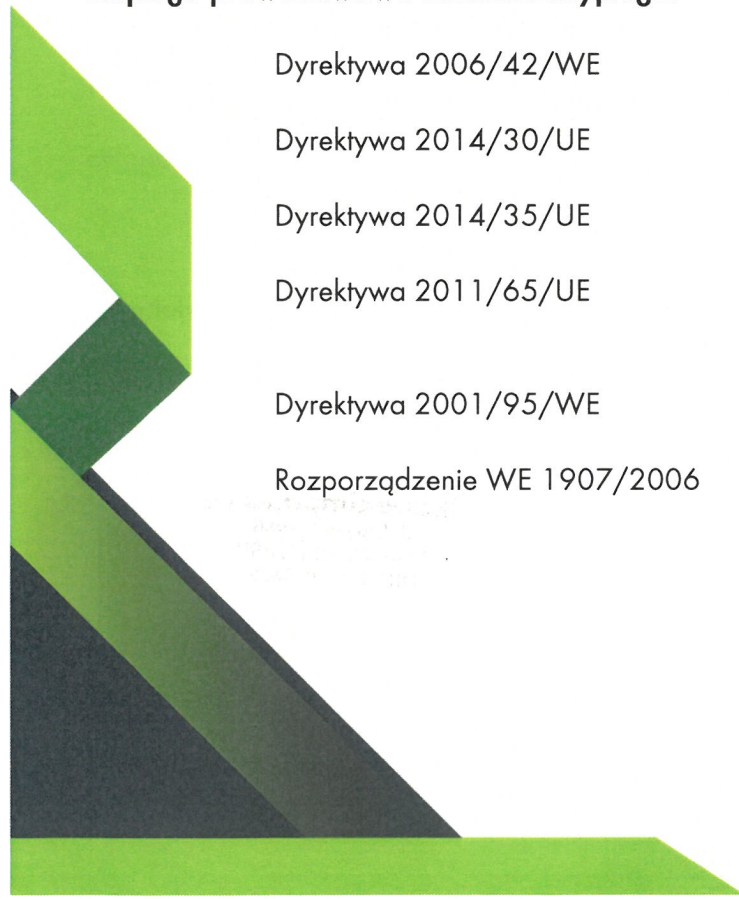 Dyrektywa 2006/42/WE
Dyrektywa 2014/30/UE
Dyrektywa 2014/35/UE
Dyrektywa 2011/65/UE
Dyrektywa 2001/95/WE
Rozporządzenie WE 1907/2006